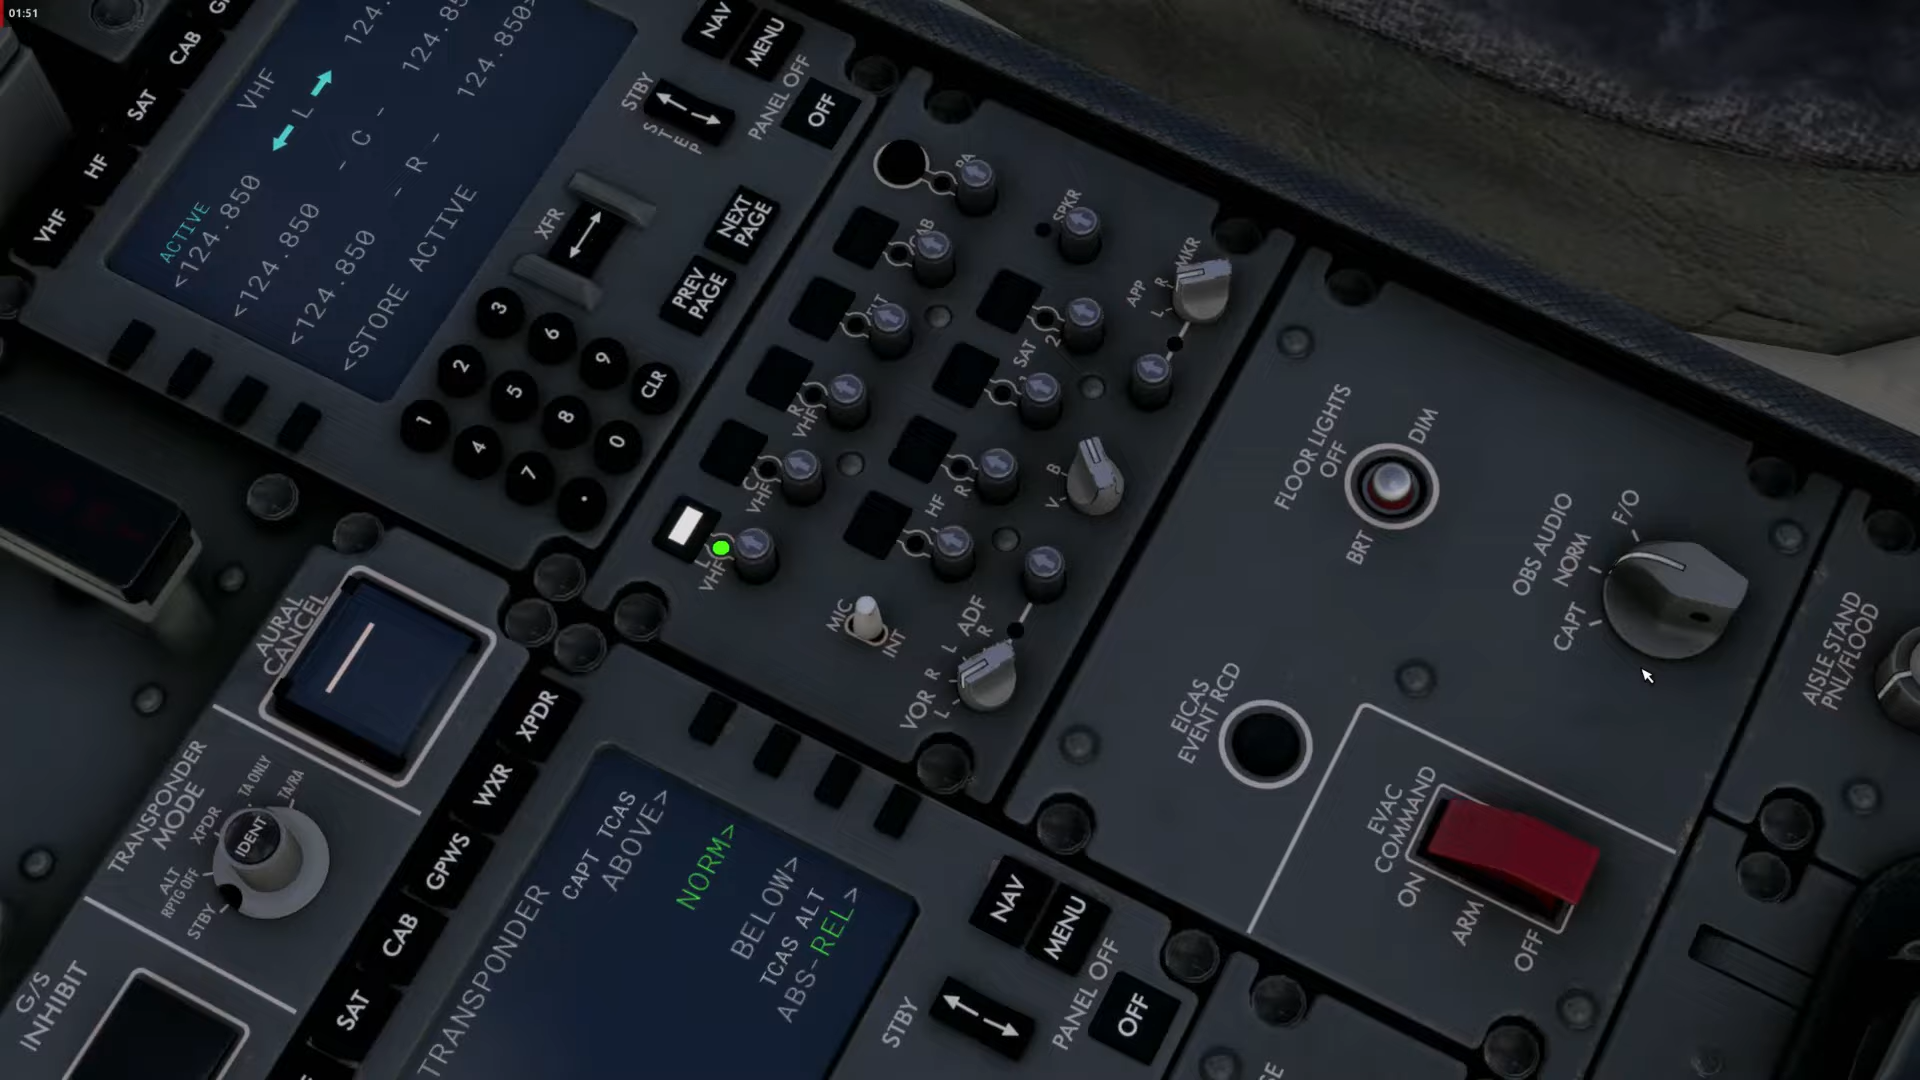 01:51
CAB
SAT
HF
VHF
VHF
124.850>
L
- C -
- R -
ACTIVE
<124.850
<124.850
<124.850
<STORE ACTIVE
NAV
MENU
STBY
STEP
PANEL OFF
OFF
XFR
NEXT
PAGE
PREV
PAGE
1
2
3
4
5
6
7
8
9
.
0
CLR
PA
SPKR
MKR
APP
L
R
SAT
2
R
VHF
C
VHF
L
VHF
HF
R
V
B
MIC
INT
ADF
L
R
VOR
L
R
FLOOR LIGHTS
OFF
DIM
BRT
OBS AUDIO
CAPT
NORM
F/O
AISLE STAND
PNL/FLOOD
EICAS
EVENT RCD
EVAC
COMMAND
ON
ARM
OFF
AURAL
CANCEL
TRANSPONDER
MODE
STBY
ALT
RPTG OFF
XPDR
TA ONLY
TA/RA
IDENT
G/S
INHIBIT
XPDR
WXR
GPWS
CAB
SAT
TRANSPONDER
CAPT TCAS
ABOVE>
NORM>
BELOW>
TCAS ALT
ABS-REL>
NAV
MENU
STBY
PANEL OFF
OFF